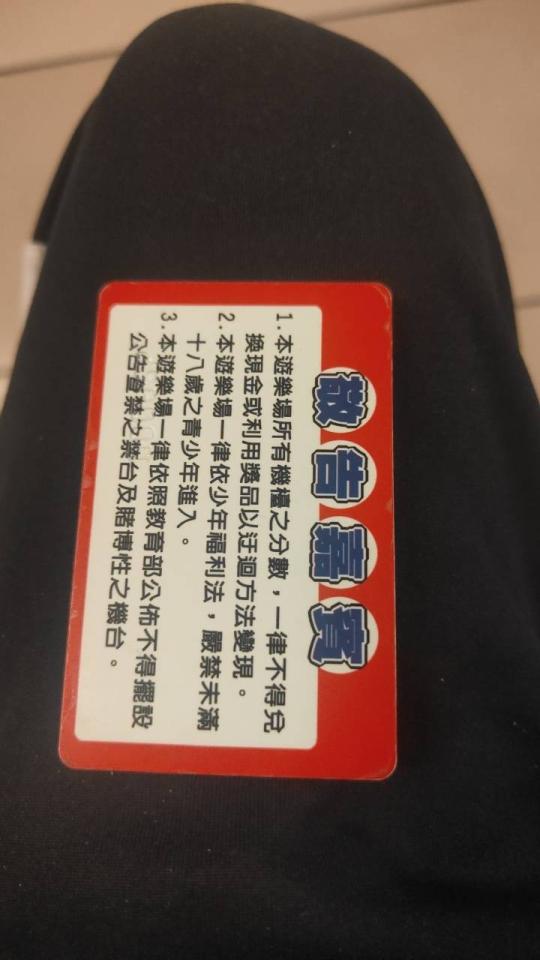 敬告嘉賓
1.本遊樂場所有機檯之分數，一律不得兌
換現金或利用獎品以迂迴方法變現。
2.本遊樂場一律依少年福利法，嚴禁未滿
十八歲之青少年進入。
3.本遊樂場一律依照教育部公佈不得擺設
公告查禁之禁台及賭博性之機台。